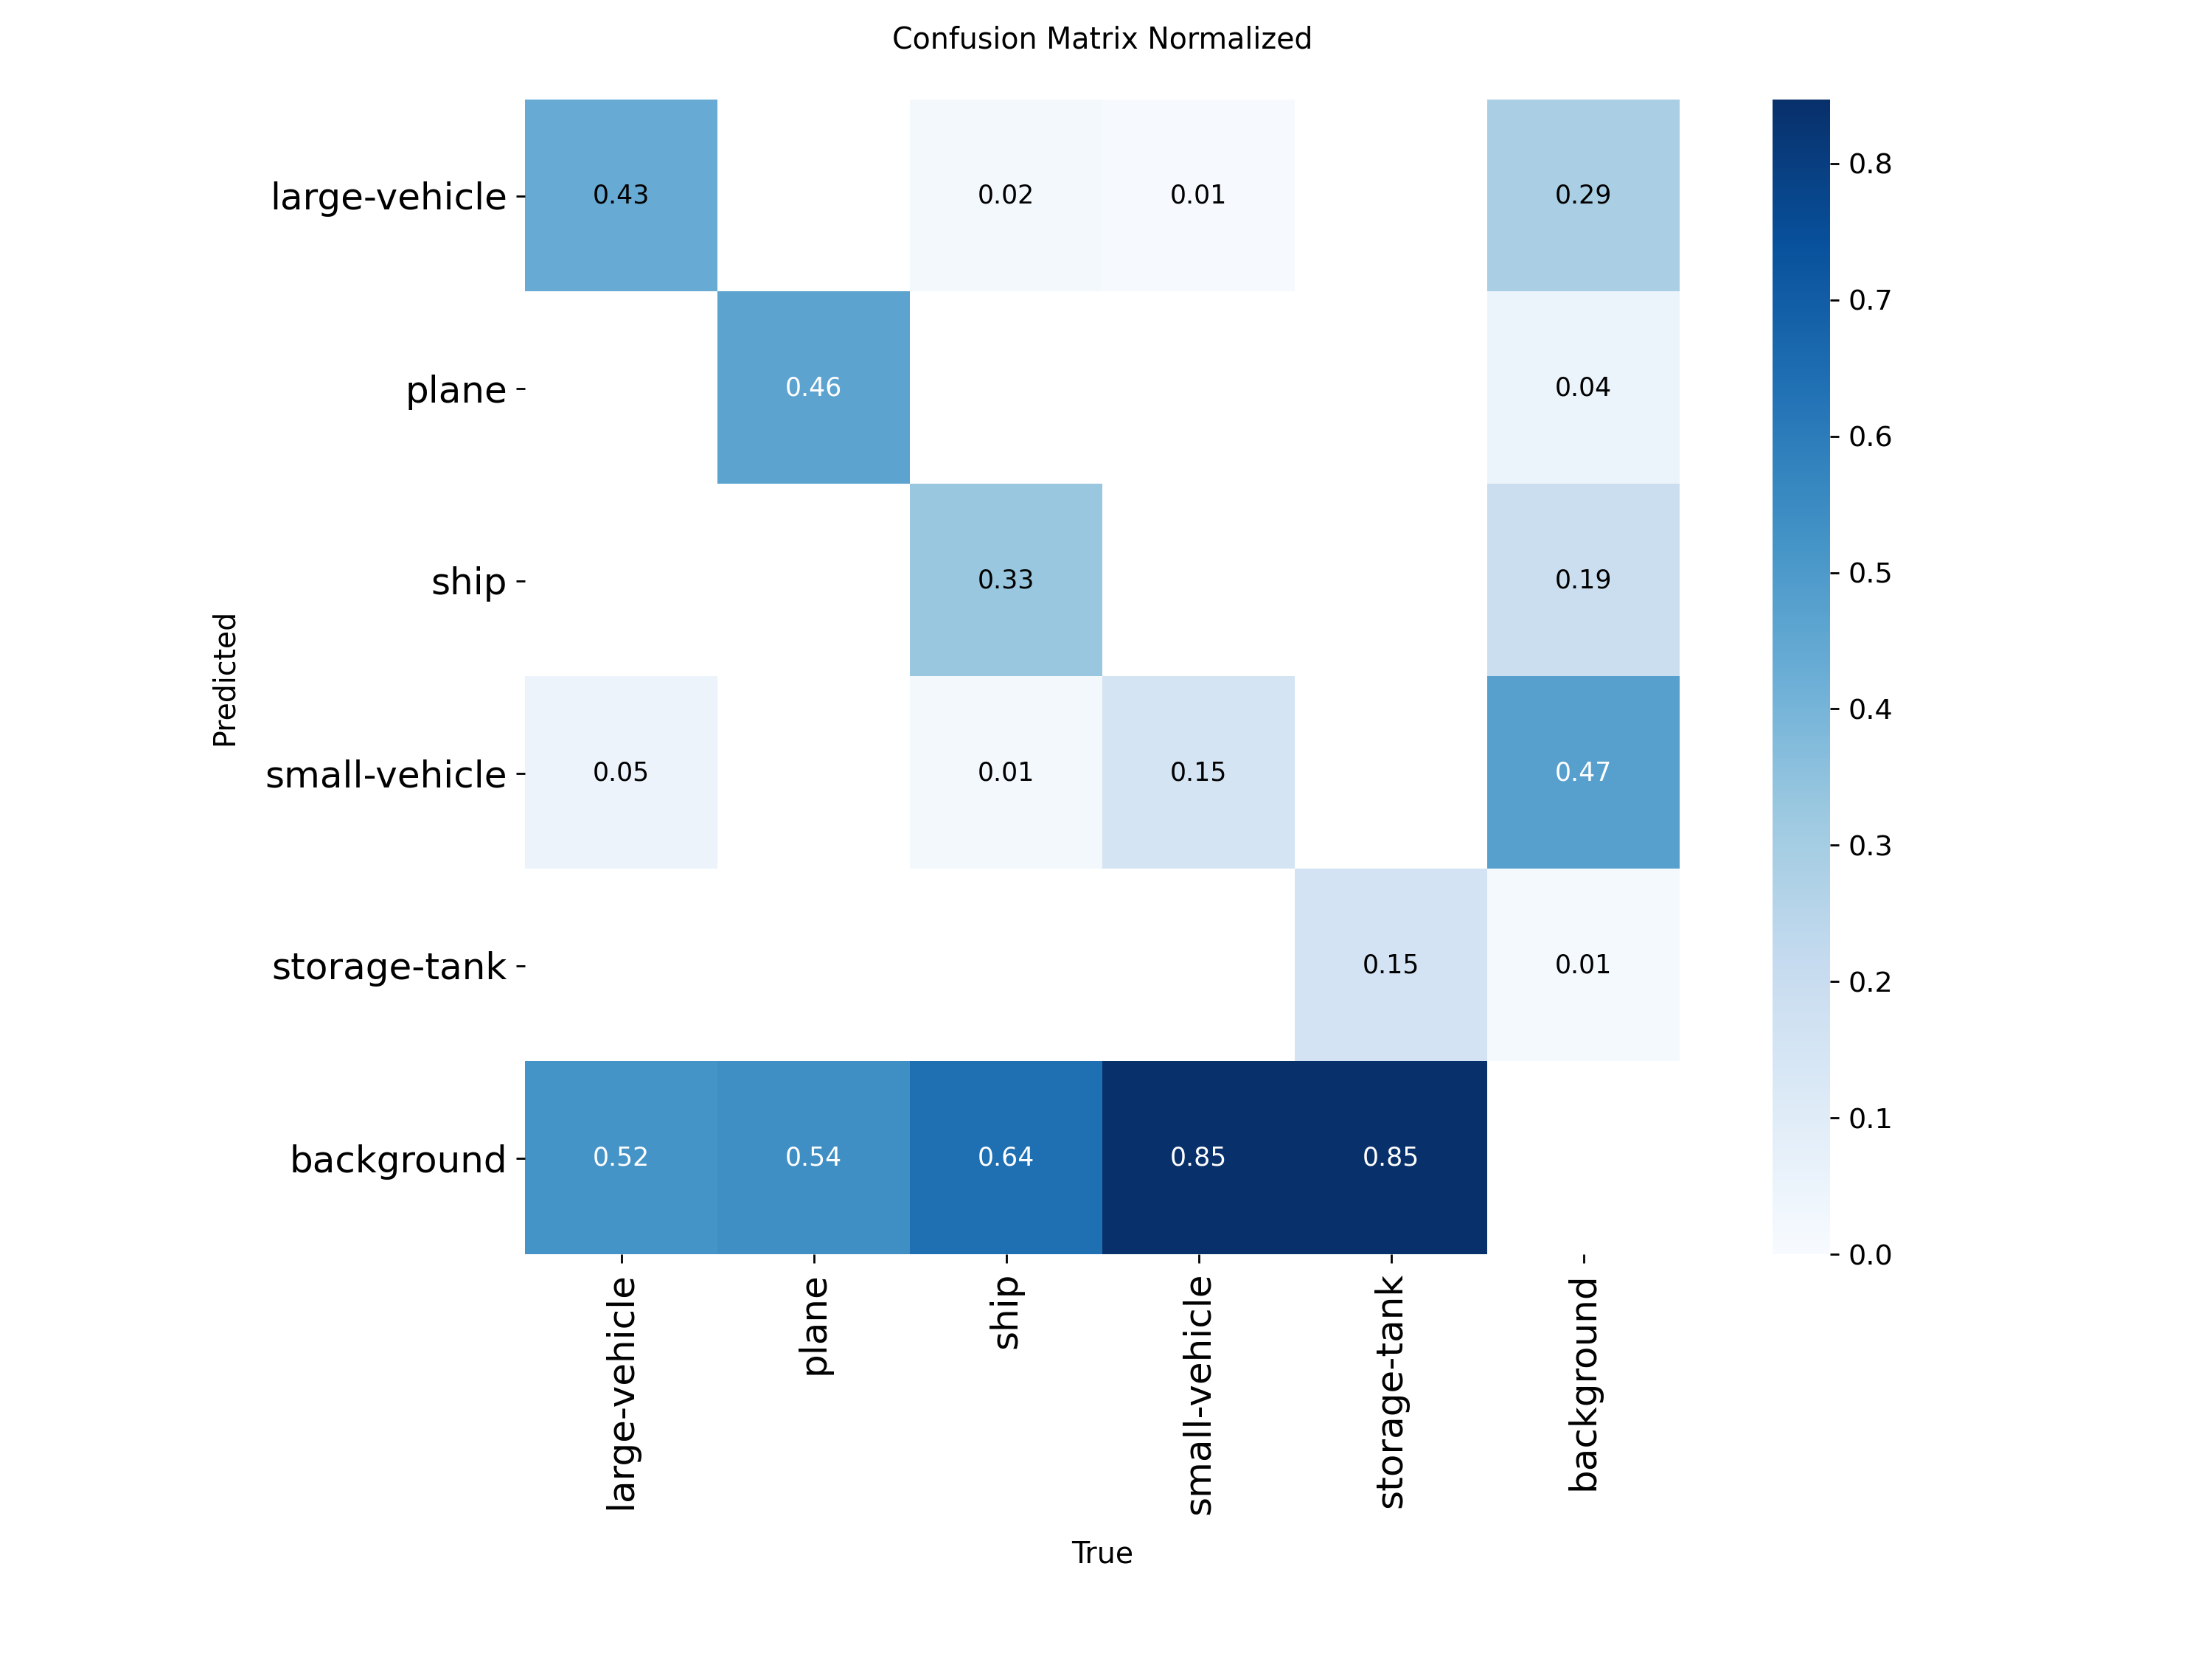 Confusion Matrix Normalized
large-vehicle 0.43 0.02 0.01 0.29
plane 0.46 0.04
ship 0.33 0.19
small-vehicle 0.05 0.01 0.15 0.47
storage-tank 0.15 0.01
background 0.52 0.54 0.64 0.85 0.85
Predicted
large-vehicle plane ship small-vehicle storage-tank background
True
0.8
0.7
0.6
0.5
0.4
0.3
0.2
0.1
0.0